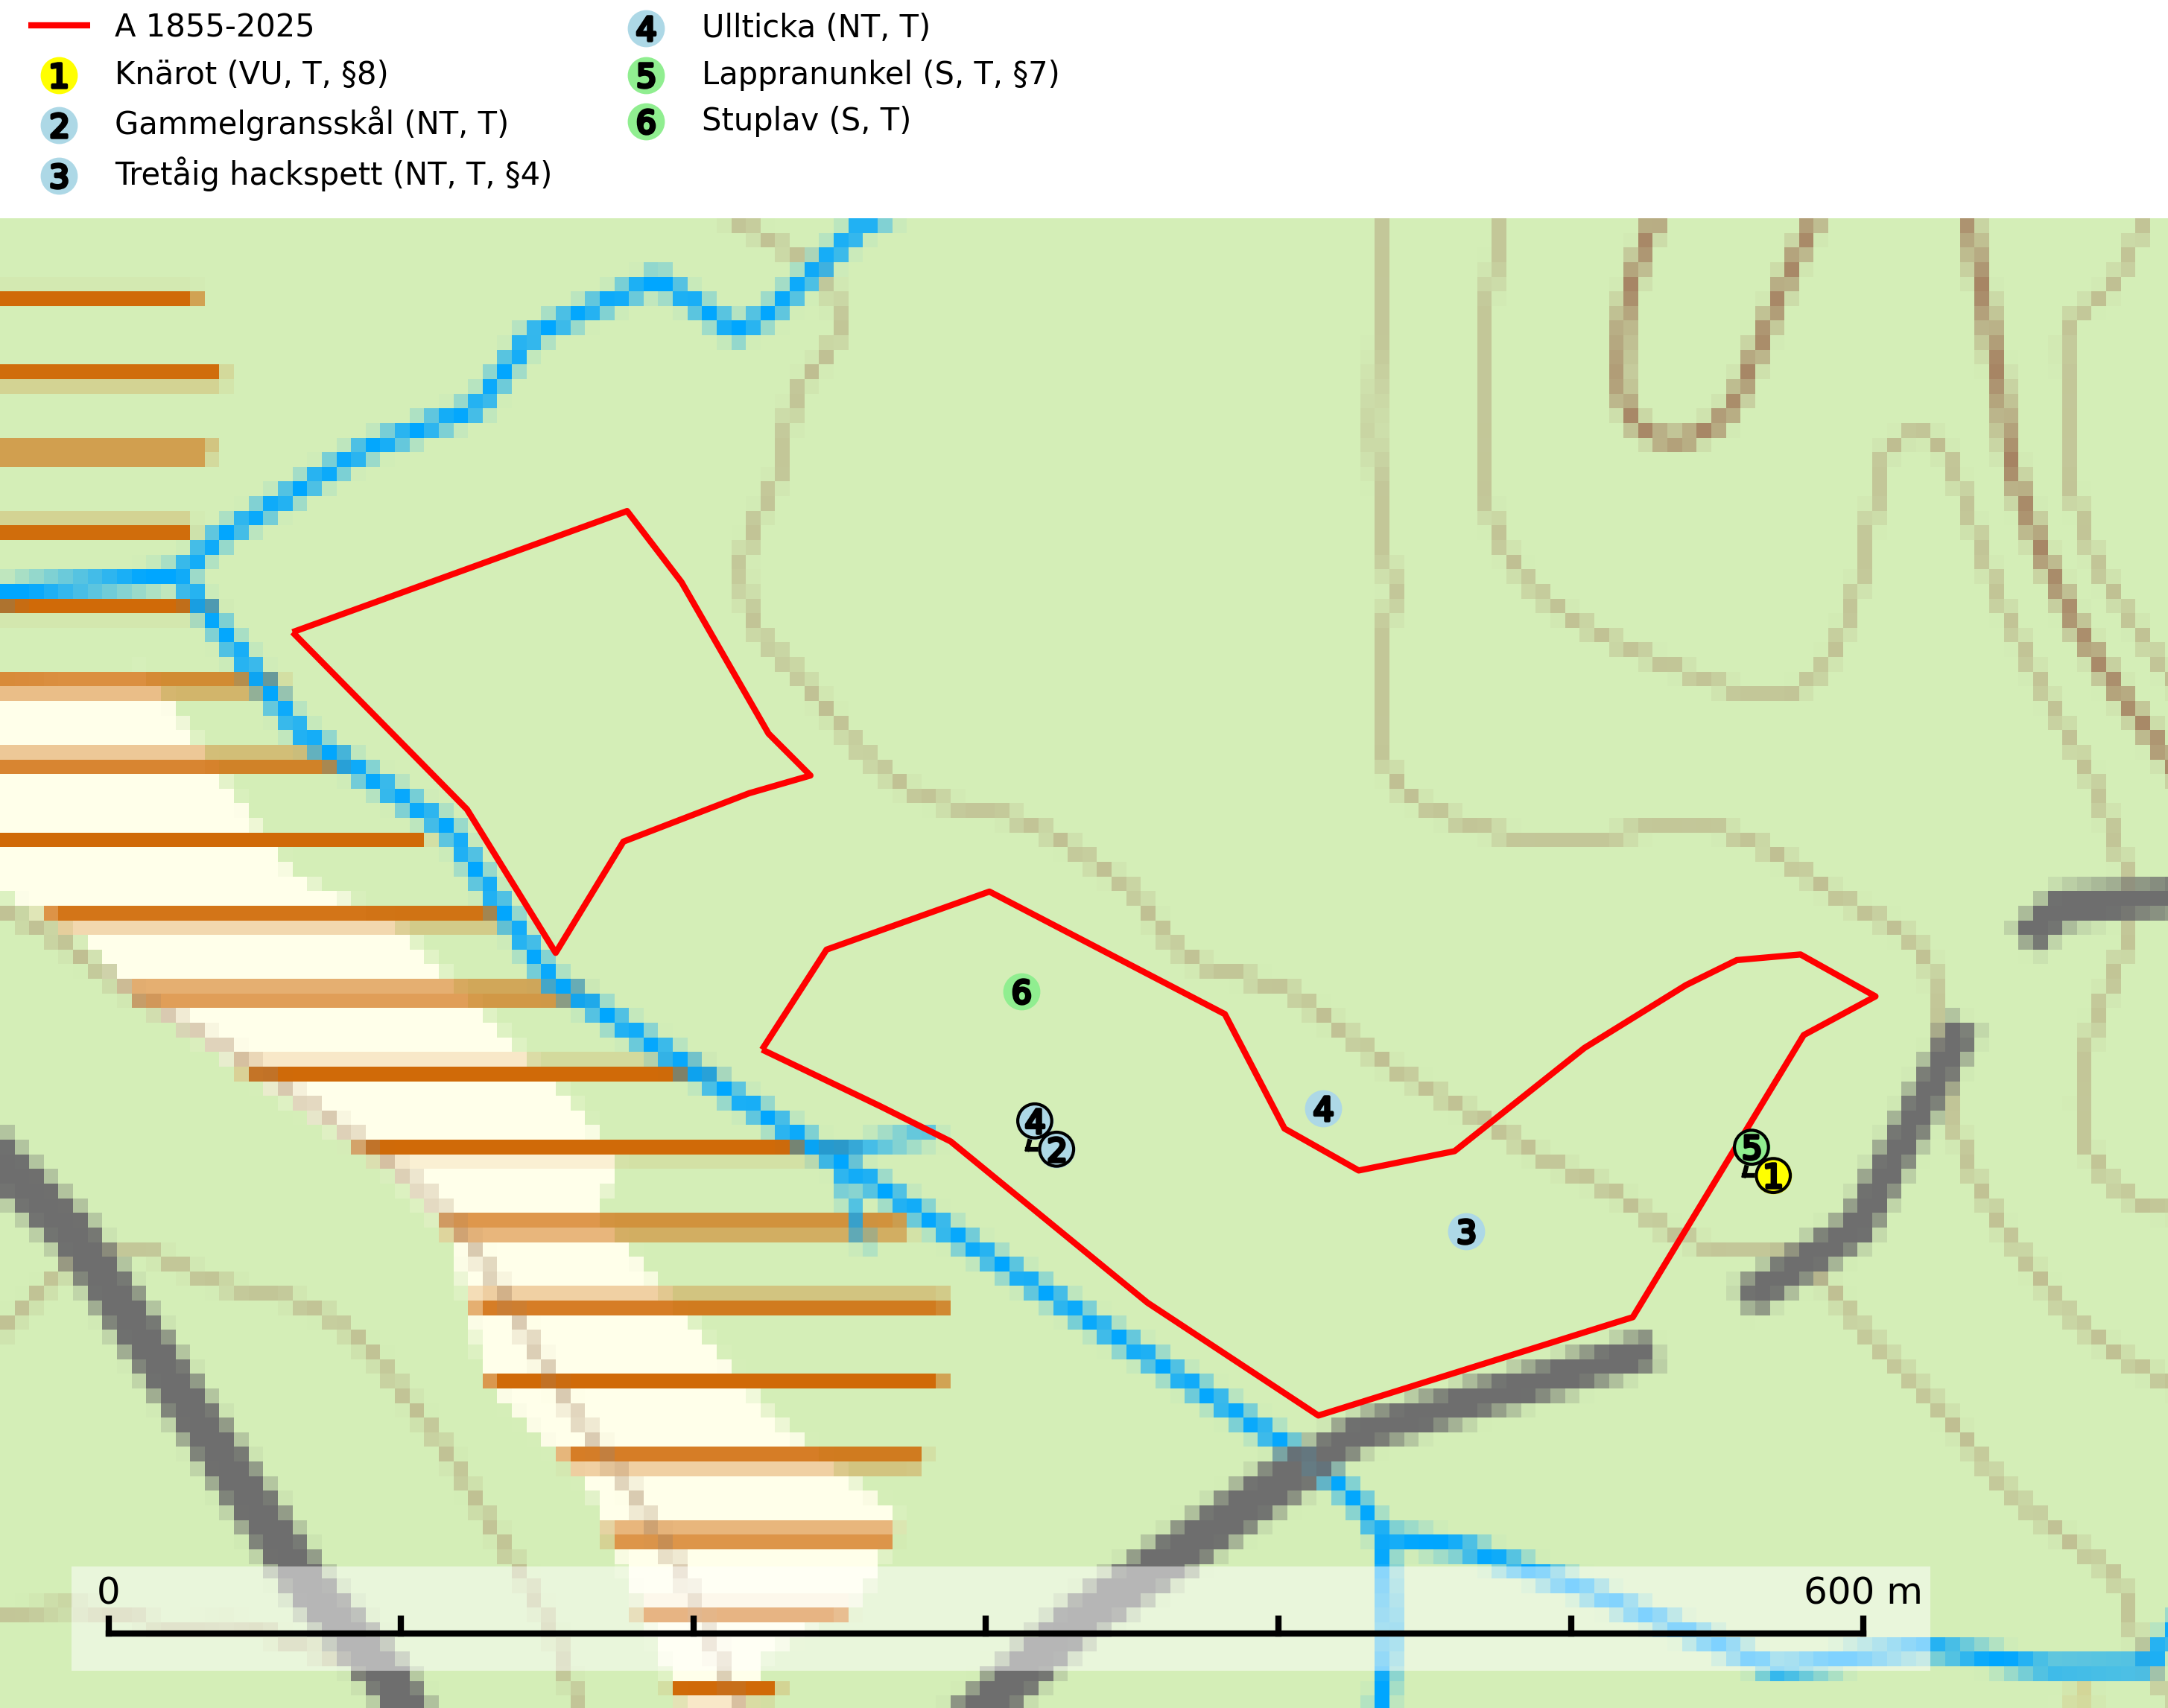 A 1855-2025
1 Knärot (VU, T, §8)
2 Gammelgransskål (NT, T)
3 Tretåig hackspett (NT, T, §4)
4 Ullticka (NT, T)
5 Lappranunkel (S, T, §7)
6 Stuplav (S, T)
6
4
4
2
5
1
3
0
600 m